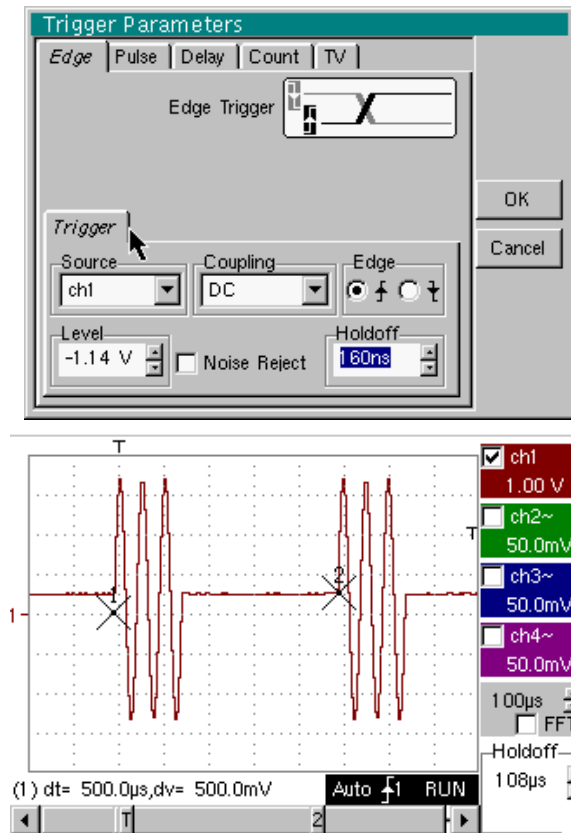 Trigger Parameters
Edge Pulse Delay Count TV
Edge Trigger
OK
Cancel
Trigger
Source Coupling Edge
ch1 DC
Level Holdoff
-1.14 V Noise Reject 160ns
T
ch1
1.00 V
ch2~
50.0mV
T
ch3~
50.0mV
2
1
1
ch4~
50.0mV
100µs
FFT
Holdoff
108µs
(1) dt= 500.0µs,dv= 500.0mV Auto 1 RUN
T 2